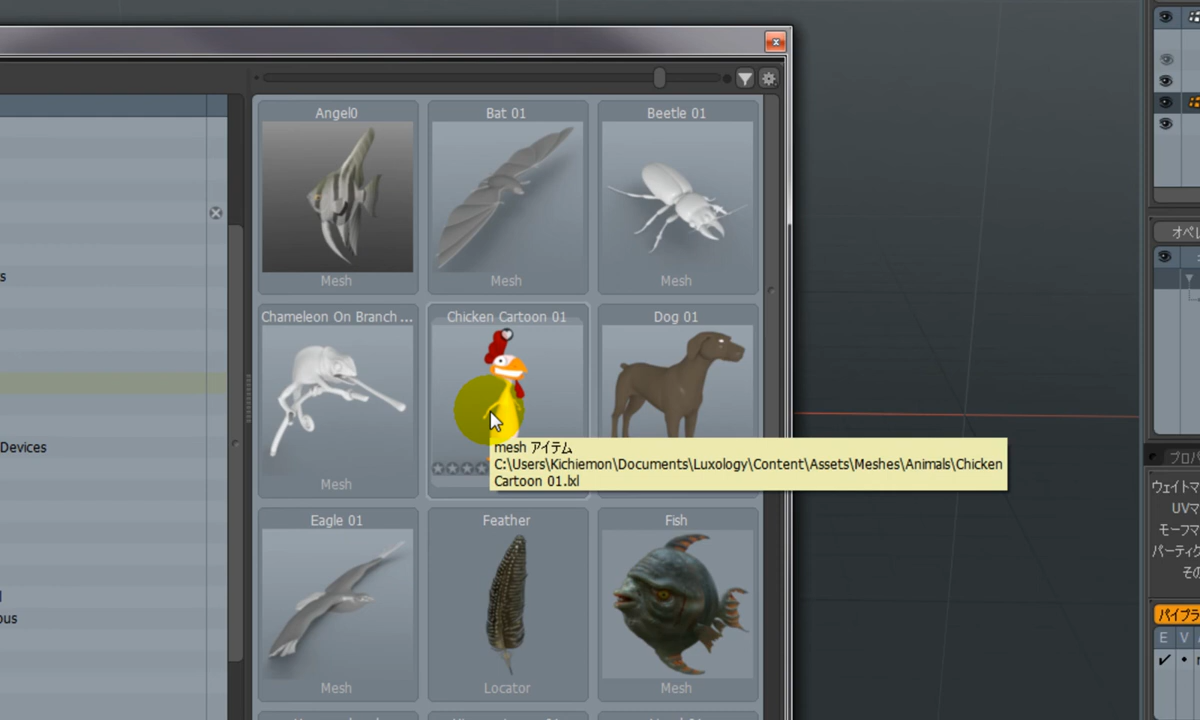 Angel0
Bat 01
Beetle 01
Mesh
Mesh
Mesh
s
オペレ
Chameleon On Branch ...
Chicken Cartoon 01
Dog 01
Devices
mesh アイテム
C:\Users\Kichiemon\Documents\Luxology\Content\Assets\Meshes\Animals\Chicken
Cartoon 01.lxl
Mesh
プロパ
ウェイトマ
UVマ
モーフマ
パーティク
その
Eagle 01
Feather
Fish
パイプラ
E V
ous
Mesh
Locator
Mesh